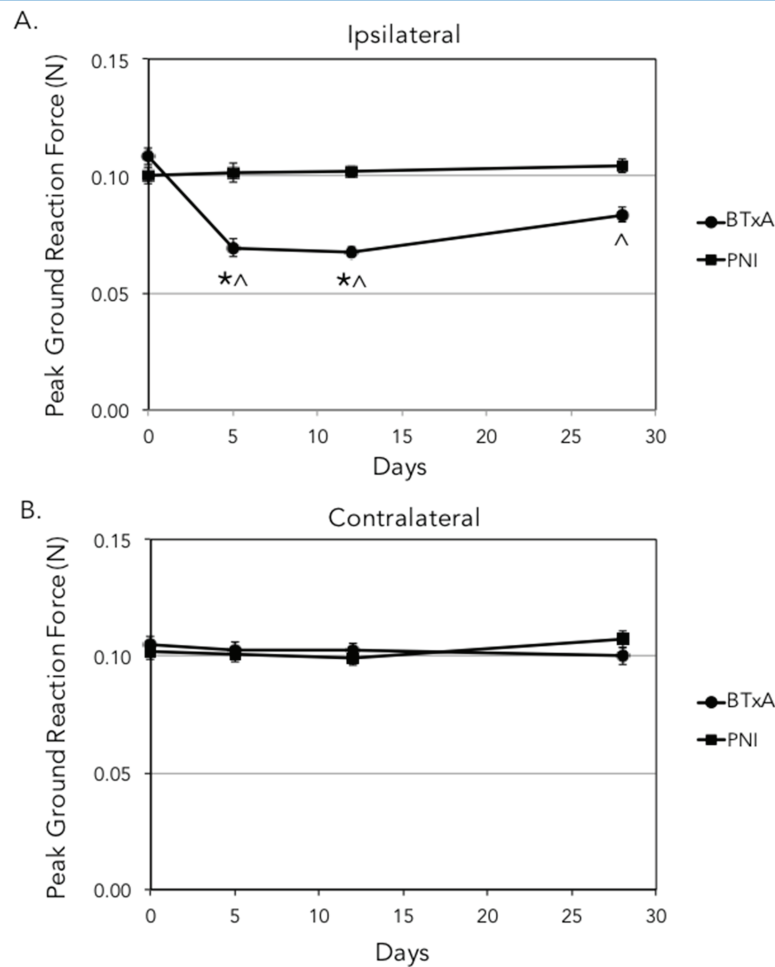 A.
Ipsilateral
Peak Ground Reaction Force (N)
0.15
0.10
0.05
0.00
*^
*^
^
0 5 10 15 20 25 30
Days
BTxA
PNI
B.
Contralateral
Peak Ground Reaction Force (N)
0.15
0.10
0.05
0.00
0 5 10 15 20 25 30
Days
BTxA
PNI